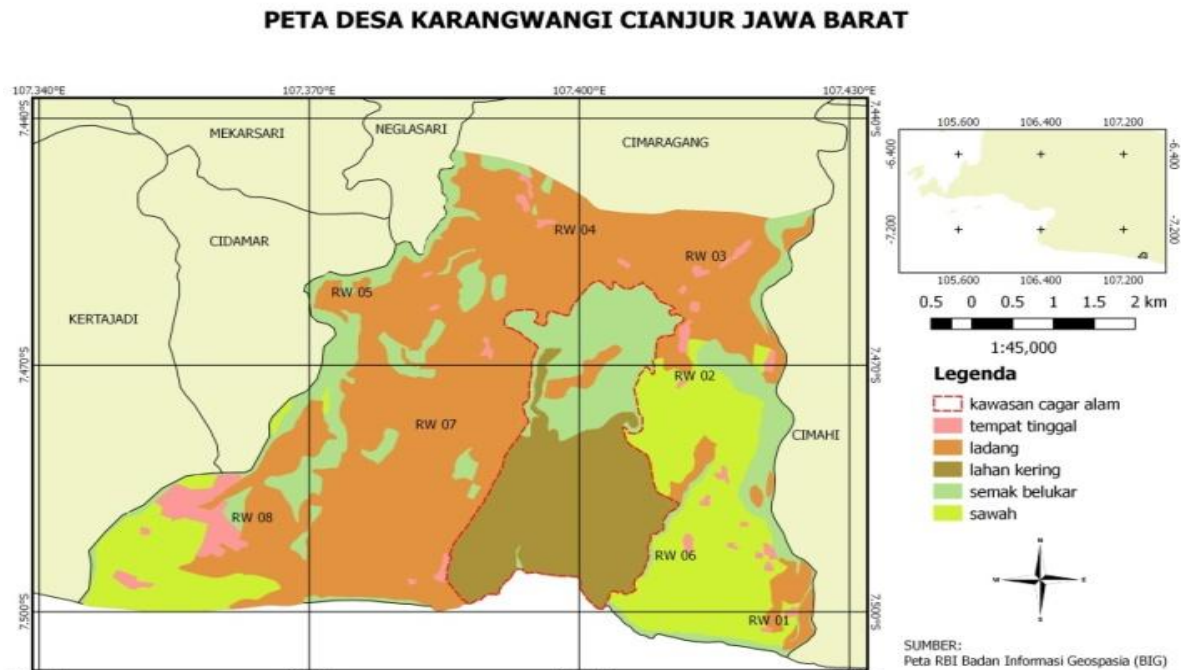 PETA DESA KARANGWANGI CIANJUR JAWA BARAT
107.340°E 107.370°E 107.400°E 107.430°E
7.440°S 7.440°S
MEKARSARI
NEGLASARI
CIMARAGANG
CIDAMAR
KERTAJADI
CIMAHI
RW 04
RW 03
RW 05
RW 02
RW 07
RW 08
RW 06
RW 01
7.470°S 7.470°S
7.500°S 7.500°S
105.600 106.400 107.200
-6.400 -6.400
-7.200 -7.200
105.600 106.400 107.200
0.5 0 0.5 1 1.5 2 km
1:45,000
Legenda
kawasan cagar alam
tempat tinggal
ladang
lahan kering
semak belukar
sawah
N
W E
S
SUMBER:
Peta RBI Badan Informasi Geospasia (BIG)